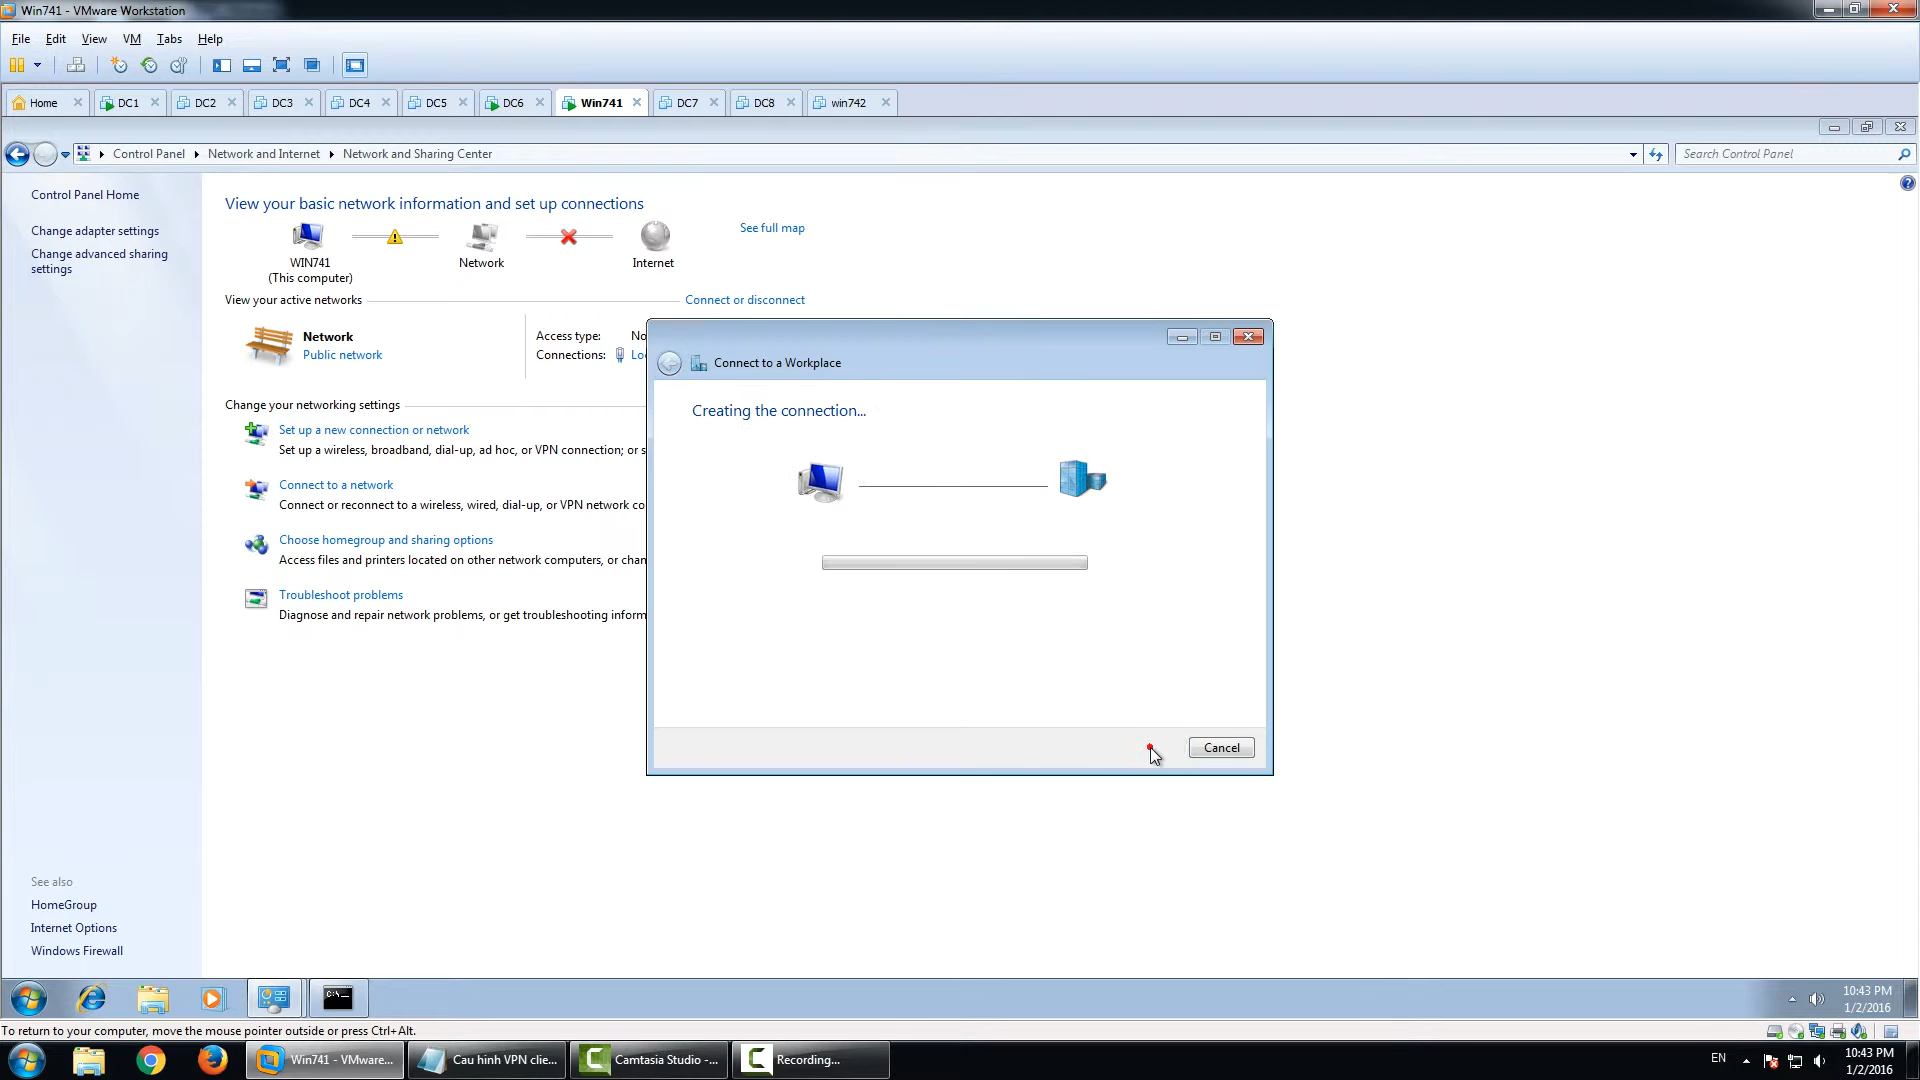 Win741 - VMware Workstation
File Edit View VM Tabs Help
Home DC1 DC2 DC3 DC4 DC5 DC6 Win741 DC7 DC8 win742
Control Panel Network and Internet Network and Sharing Center
Search Control Panel
Control Panel Home
Change adapter settings
Change advanced sharing
settings
View your basic network information and set up connections
See full map
WIN741
(This computer)
Network
Internet
View your active networks
Connect or disconnect
Network
Public network
Access type: No
Connections: Lo
Change your networking settings
Set up a new connection or network
Set up a wireless, broadband, dial-up, ad hoc, or VPN connection; or s
Connect to a network
Connect or reconnect to a wireless, wired, dial-up, or VPN network co
Choose homegroup and sharing options
Access files and printers located on other network computers, or chan
Troubleshoot problems
Diagnose and repair network problems, or get troubleshooting inform
Connect to a Workplace
Creating the connection...
Cancel
See also
HomeGroup
Internet Options
Windows Firewall
C:\
10:43 PM
1/2/2016
To return to your computer, move the mouse pointer outside or press Ctrl+Alt.
Win741 - VMware...
Cau hinh VPN clie...
Camtasia Studio -...
Recording...
EN
10:43 PM
1/2/2016